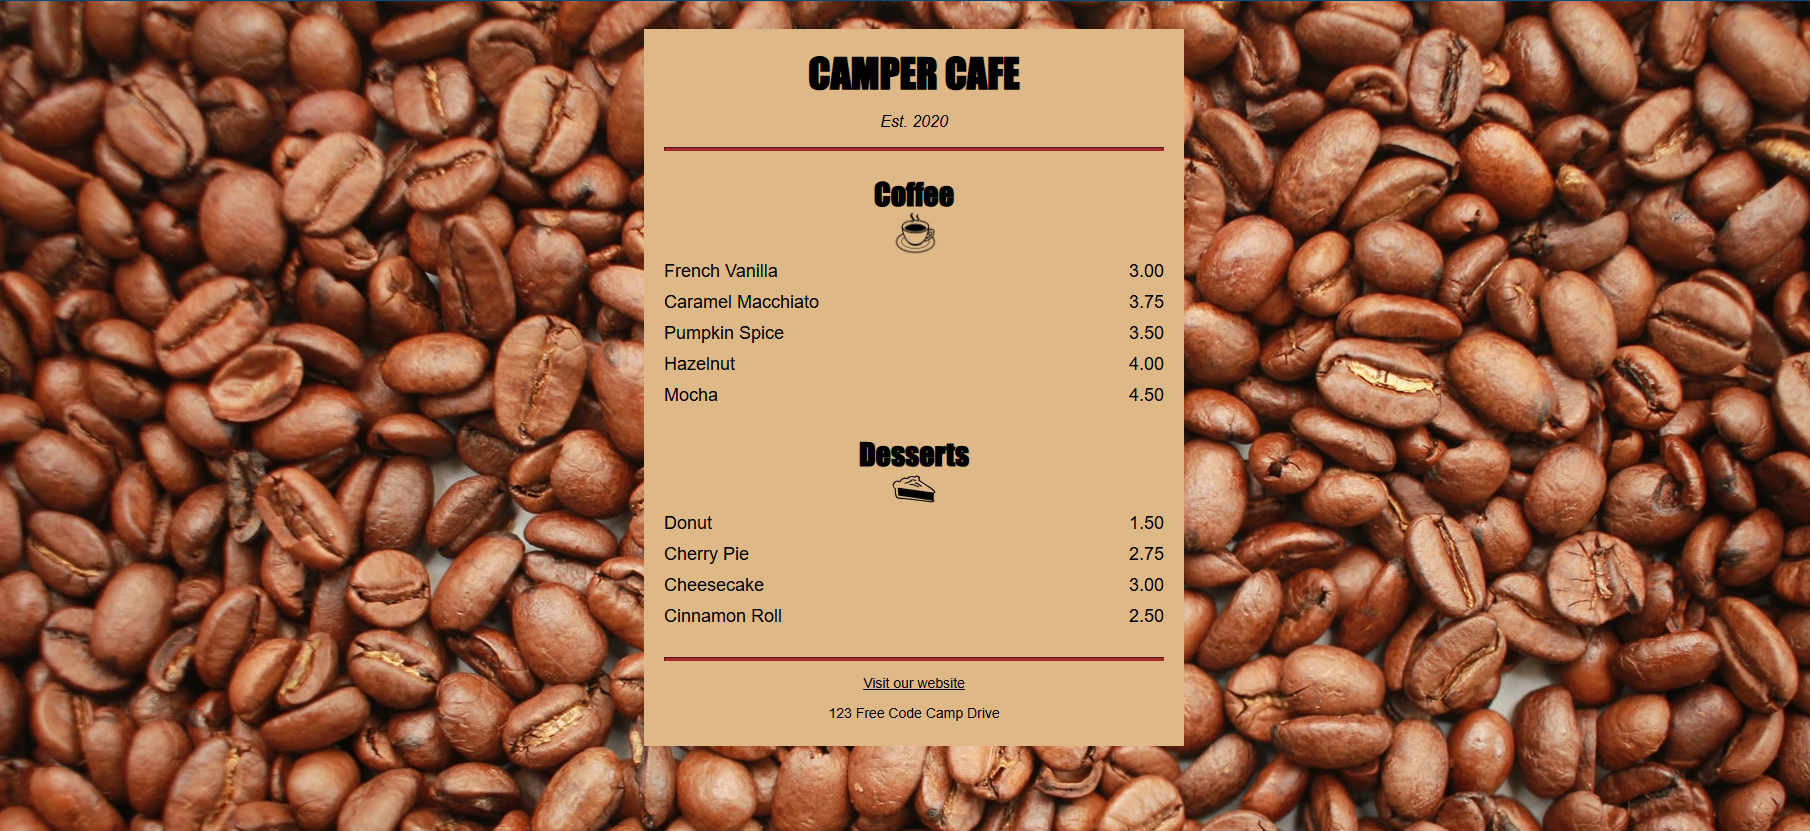 CAMPER CAFE
Est. 2020
Coffee
French Vanilla 3.00
Caramel Macchiato 3.75
Pumpkin Spice 3.50
Hazelnut 4.00
Mocha 4.50
Desserts
Donut 1.50
Cherry Pie 2.75
Cheesecake 3.00
Cinnamon Roll 2.50
Visit our website
123 Free Code Camp Drive